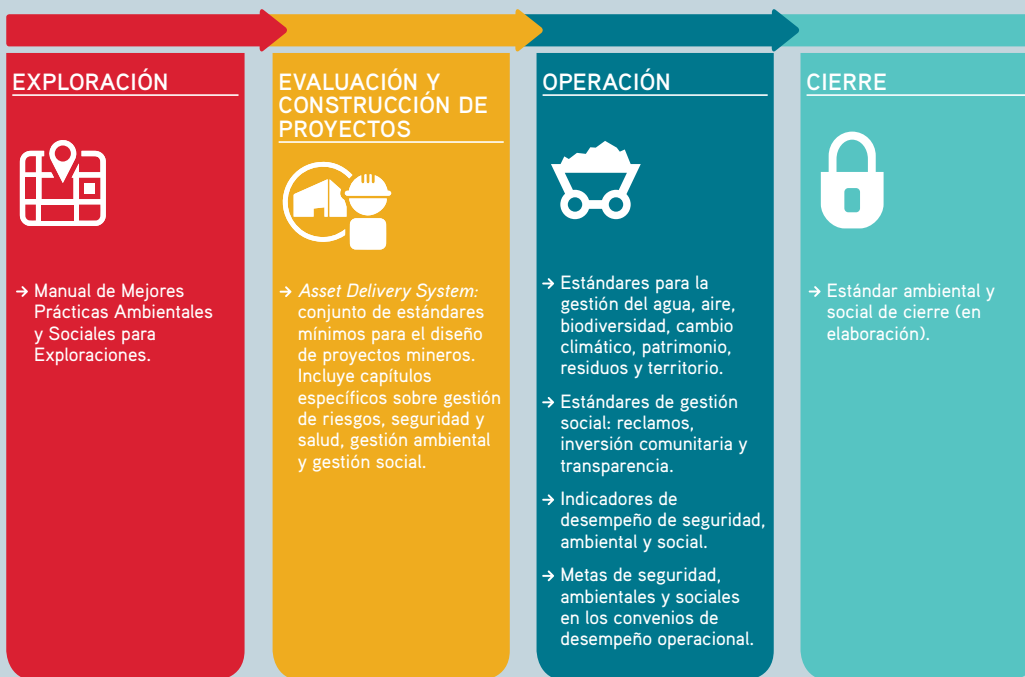 EXPLORACIÓN
→ Manual de Mejores
Prácticas Ambientales
y Sociales para
Exploraciones.
EVALUACIÓN Y
CONSTRUCCIÓN DE
PROYECTOS
→ Asset Delivery System:
conjunto de estándares
mínimos para el diseño
de proyectos mineros.
Incluye capítulos
específicos sobre gestión
de riesgos, seguridad y
salud, gestión ambiental
y gestión social.
OPERACIÓN
→ Estándares para la
gestión del agua, aire,
biodiversidad, cambio
climático, patrimonio,
residuos y territorio.
→ Estándares de gestión
social: reclamos,
inversión comunitaria y
transparencia.
→ Indicadores de
desempeño de seguridad,
ambiental y social.
→ Metas de seguridad,
ambientales y sociales
en los convenios de
desempeño operacional.
CIERRE
→ Estándar ambiental y
social de cierre (en
elaboración).